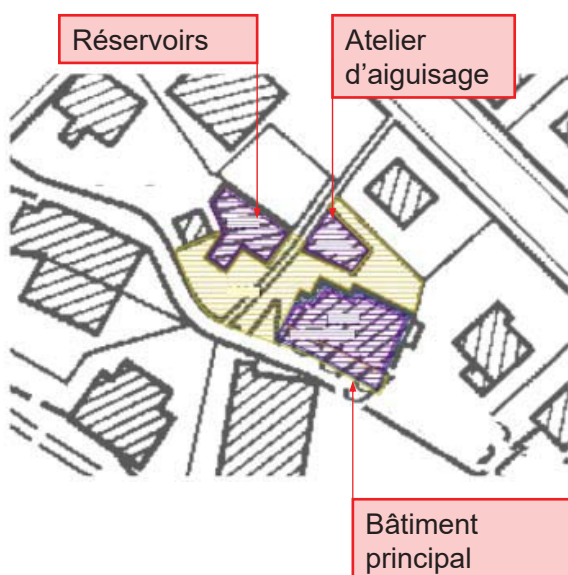 Réservoirs
Atelier
d'aiguisage
Bâtiment
principal